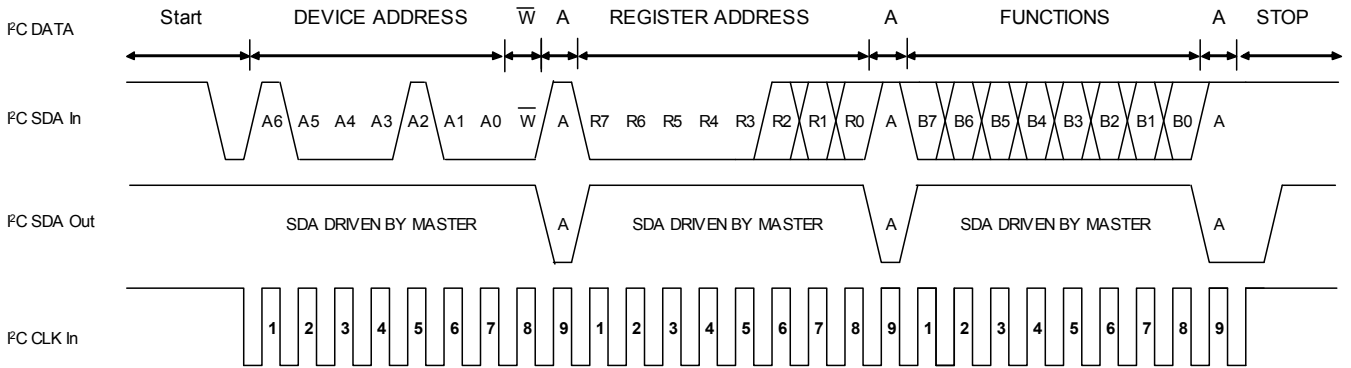 I²C DATA Start DEVICE ADDRESS W̅ A REGISTER ADDRESS A FUNCTIONS A STOP
I²C SDA In A6 A5 A4 A3 A2 A1 A0 W̅ A R7 R6 R5 R4 R3 R2 R1 R0 A B7 B6 B5 B4 B3 B2 B1 B0 A
I²C SDA Out SDA DRIVEN BY MASTER A SDA DRIVEN BY MASTER A SDA DRIVEN BY MASTER A
I²C CLK In 1 2 3 4 5 6 7 8 9 1 2 3 4 5 6 7 8 9 1 2 3 4 5 6 7 8 9